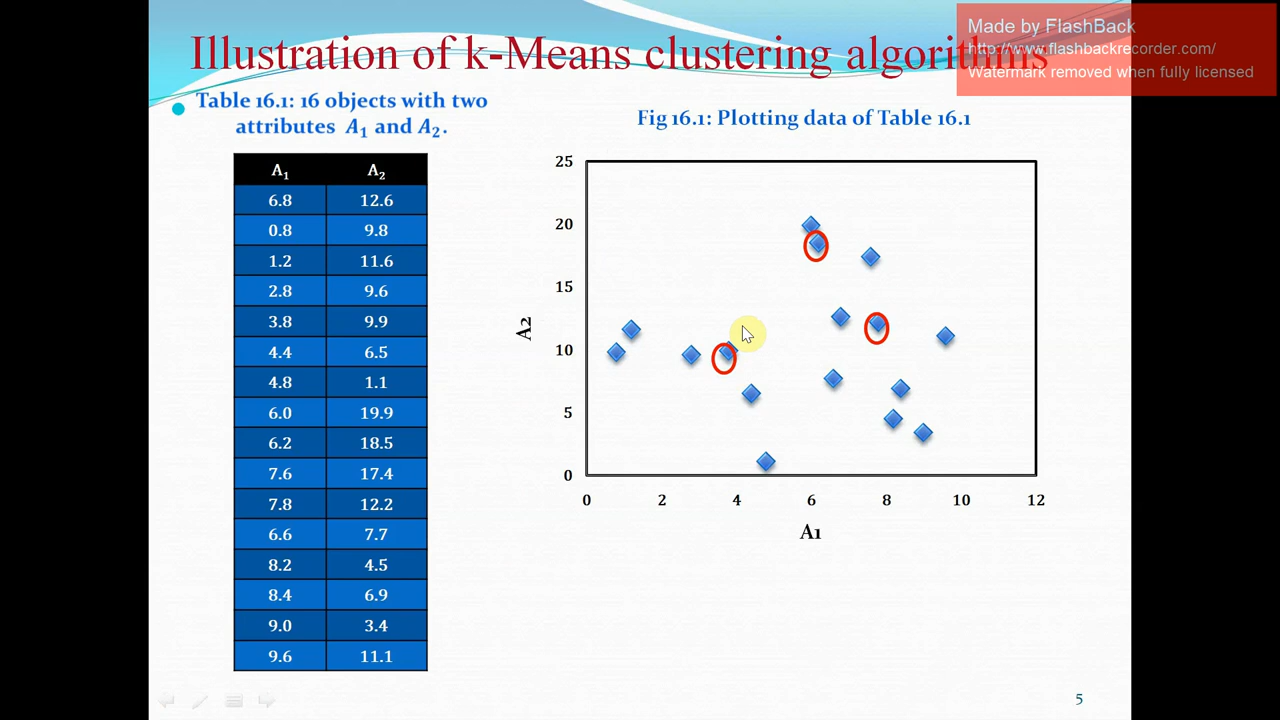 Made by FlashBack
http://www.flashbackrecorder.com/
Watermark removed when fully licensed
Illustration of k-Means clustering algorithms
Table 16.1: 16 objects with two
attributes A₁ and A₂.
A₁ A₂
6.8 12.6
0.8 9.8
1.2 11.6
2.8 9.6
3.8 9.9
4.4 6.5
4.8 1.1
6.0 19.9
6.2 18.5
7.6 17.4
7.8 12.2
6.6 7.7
8.2 4.5
8.4 6.9
9.0 3.4
9.6 11.1
Fig 16.1: Plotting data of Table 16.1
25
20
15
10
5
0
A2
0 2 4 6 8 10 12
A1
5